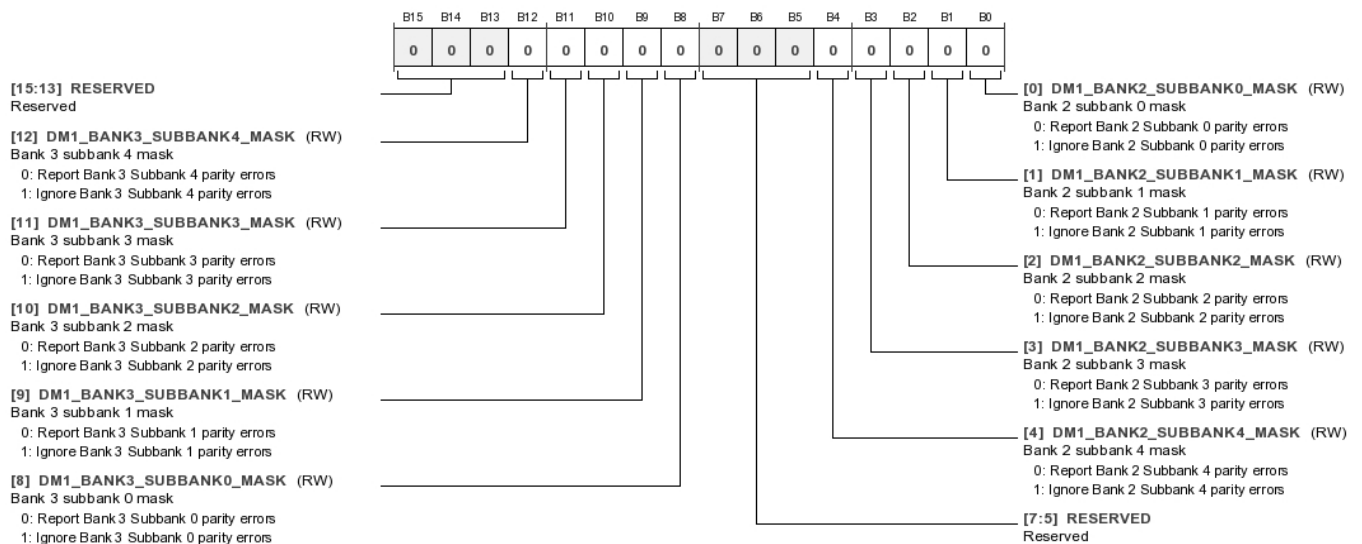 B15 B14 B13 B12 B11 B10 B9 B8 B7 B6 B5 B4 B3 B2 B1 B0
0 0 0 0 0 0 0 0 0 0 0 0 0 0 0 0
[15:13] RESERVED
Reserved
[12] DM1_BANK3_SUBBANK4_MASK (RW)
Bank 3 subbank 4 mask
0: Report Bank 3 Subbank 4 parity errors
1: Ignore Bank 3 Subbank 4 parity errors
[11] DM1_BANK3_SUBBANK3_MASK (RW)
Bank 3 subbank 3 mask
0: Report Bank 3 Subbank 3 parity errors
1: Ignore Bank 3 Subbank 3 parity errors
[10] DM1_BANK3_SUBBANK2_MASK (RW)
Bank 3 subbank 2 mask
0: Report Bank 3 Subbank 2 parity errors
1: Ignore Bank 3 Subbank 2 parity errors
[9] DM1_BANK3_SUBBANK1_MASK (RW)
Bank 3 subbank 1 mask
0: Report Bank 3 Subbank 1 parity errors
1: Ignore Bank 3 Subbank 1 parity errors
[8] DM1_BANK3_SUBBANK0_MASK (RW)
Bank 3 subbank 0 mask
0: Report Bank 3 Subbank 0 parity errors
1: Ignore Bank 3 Subbank 0 parity errors
[0] DM1_BANK2_SUBBANK0_MASK (RW)
Bank 2 subbank 0 mask
0: Report Bank 2 Subbank 0 parity errors
1: Ignore Bank 2 Subbank 0 parity errors
[1] DM1_BANK2_SUBBANK1_MASK (RW)
Bank 2 subbank 1 mask
0: Report Bank 2 Subbank 1 parity errors
1: Ignore Bank 2 Subbank 1 parity errors
[2] DM1_BANK2_SUBBANK2_MASK (RW)
Bank 2 subbank 2 mask
0: Report Bank 2 Subbank 2 parity errors
1: Ignore Bank 2 Subbank 2 parity errors
[3] DM1_BANK2_SUBBANK3_MASK (RW)
Bank 2 subbank 3 mask
0: Report Bank 2 Subbank 3 parity errors
1: Ignore Bank 2 Subbank 3 parity errors
[4] DM1_BANK2_SUBBANK4_MASK (RW)
Bank 2 subbank 4 mask
0: Report Bank 2 Subbank 4 parity errors
1: Ignore Bank 2 Subbank 4 parity errors
[7:5] RESERVED
Reserved